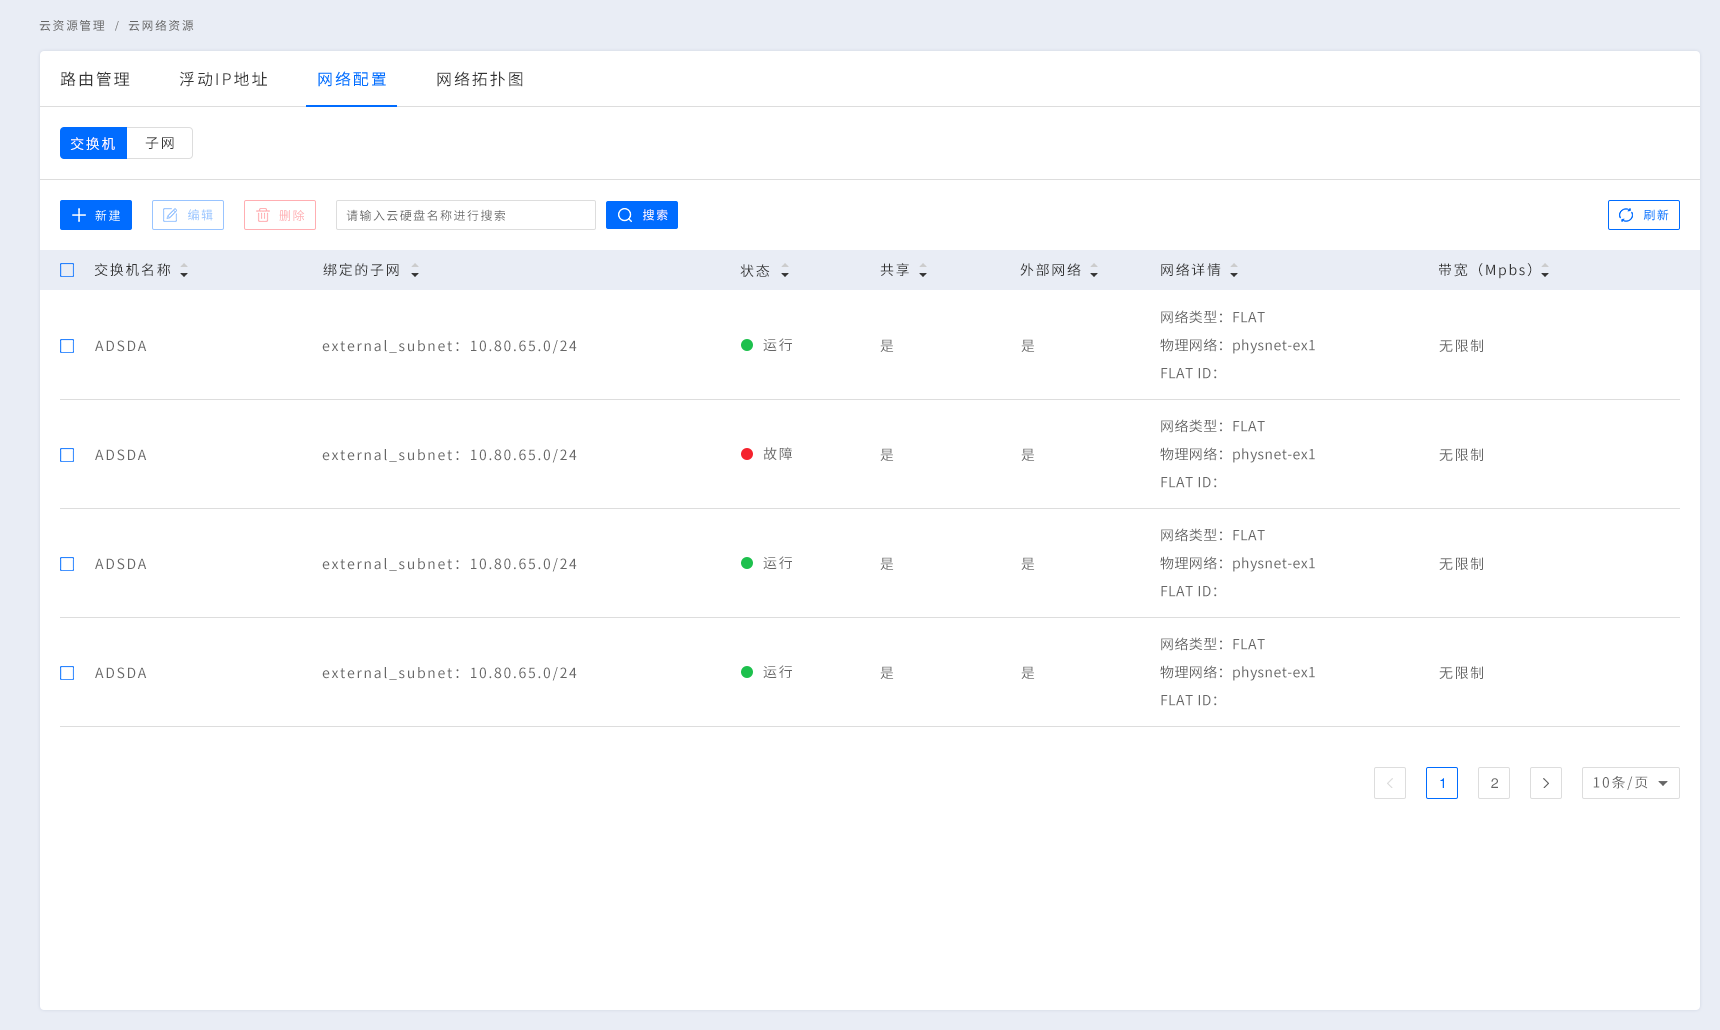 云资源管理 / 云网络资源
路由管理 浮动IP地址 网络配置 网络拓扑图
交换机 子网
新建 编辑 删除 请输入云硬盘名称进行搜索 搜索 刷新
交换机名称 绑定的子网 状态 共享 外部网络 网络详情 带宽（Mpbs）
网络类型：FLAT
ADSDA external_subnet：10.80.65.0/24 运行 是 是 物理网络：physnet-ex1 无限制
FLAT ID：
网络类型：FLAT
ADSDA external_subnet：10.80.65.0/24 故障 是 是 物理网络：physnet-ex1 无限制
FLAT ID：
网络类型：FLAT
ADSDA external_subnet：10.80.65.0/24 运行 是 是 物理网络：physnet-ex1 无限制
FLAT ID：
网络类型：FLAT
ADSDA external_subnet：10.80.65.0/24 运行 是 是 物理网络：physnet-ex1 无限制
FLAT ID：
1 2 10条/页